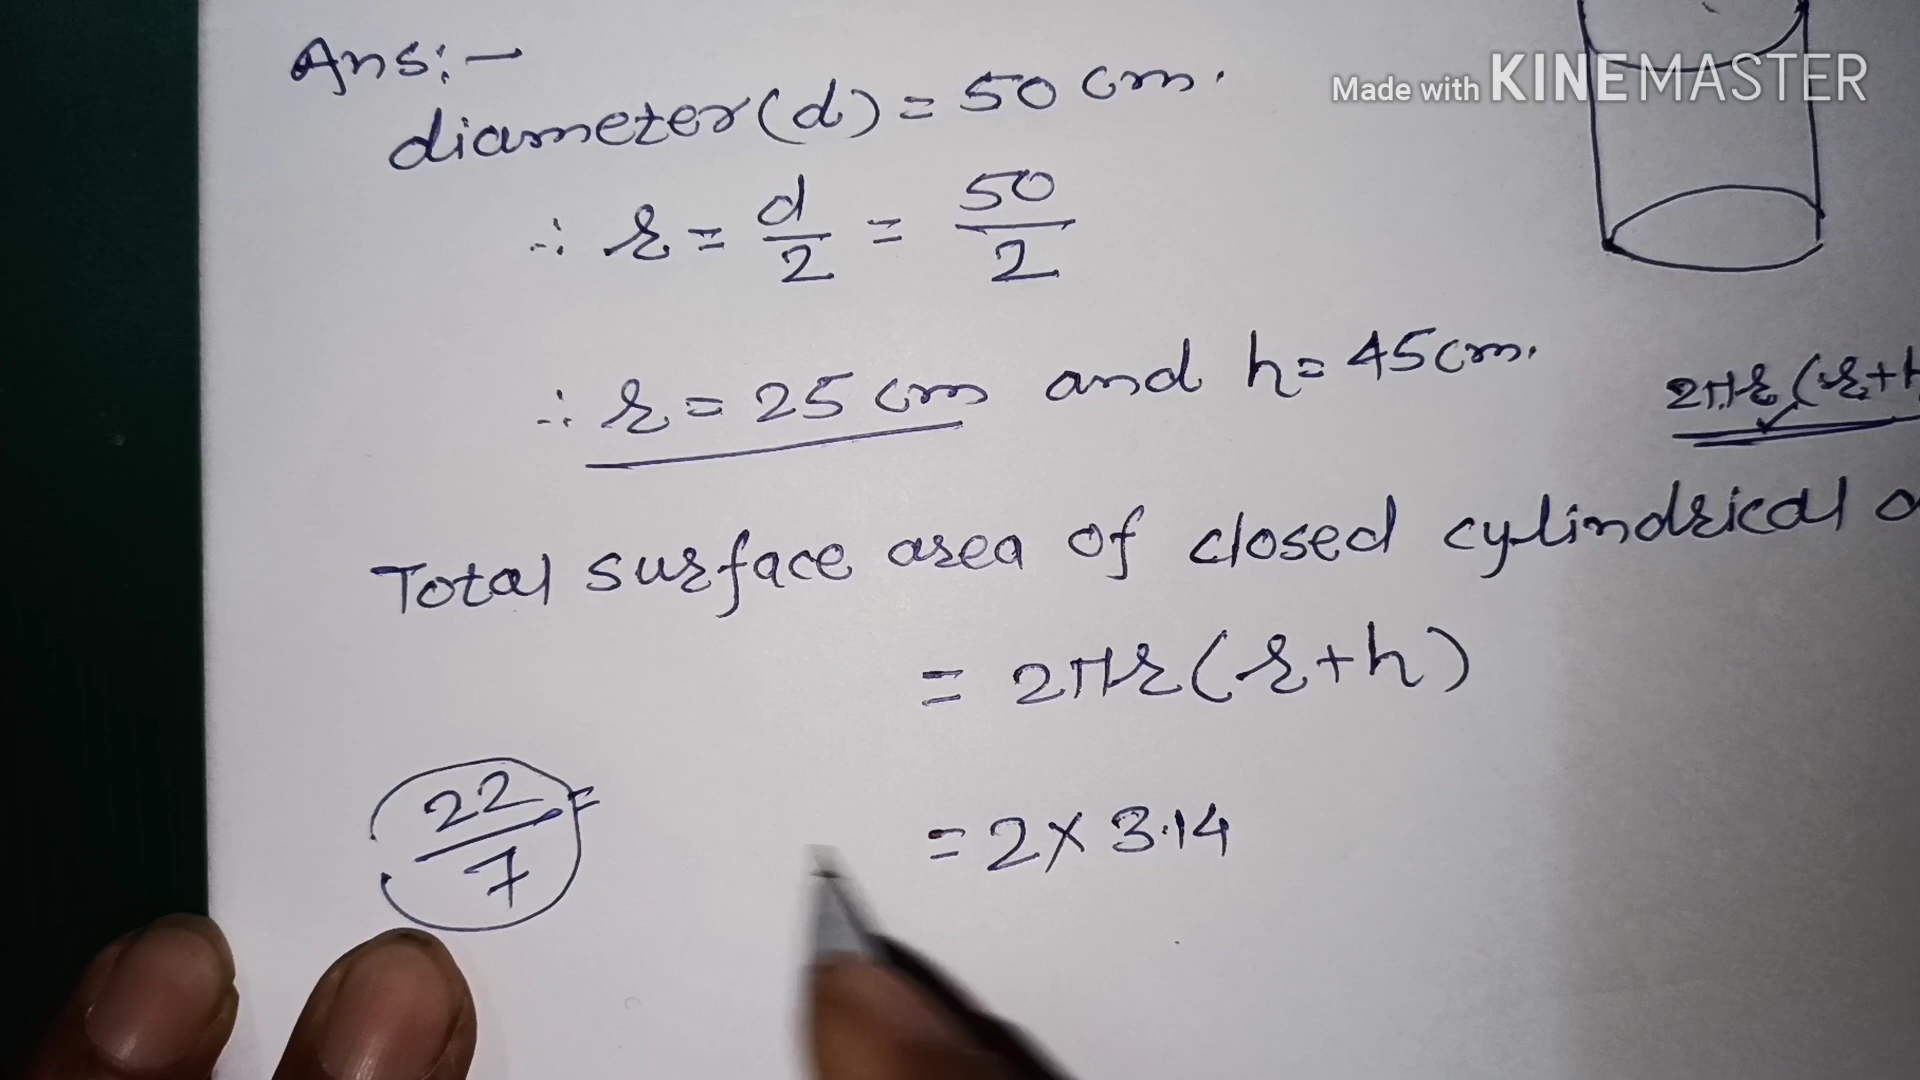 Ans:-
Made with KINEMASTER
diameter (d) = 50 cm.
∴ r = d/2 = 50/2
∴ r = 25 cm and h = 45 cm.
2πr (r+h
Total surface area of closed cylindrical
= 2πr (r+h)
22/7 =
= 2 × 3.14